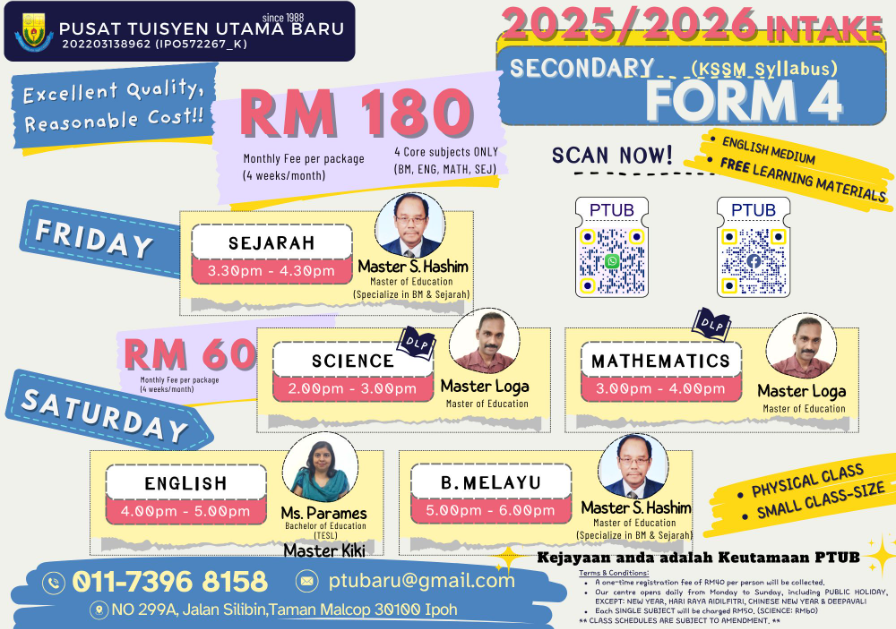 since 1988
PUSAT TUISYEN UTAMA BARU
202203138962 (IPO572267_K)
2025/2026 INTAKE
SECONDARY (KSSM Syllabus)
FORM 4
Excellent Quality,
Reasonable Cost!!
RM 180
Monthly Fee per package
(4 weeks/month)
4 Core subjects ONLY
(BM, ENG, MATH, SEJ)
SCAN NOW!
• ENGLISH MEDIUM
• FREE LEARNING MATERIALS
PTUB
PTUB
FRIDAY
SEJARAH
3.30pm - 4.30pm
Master S. Hashim
Master of Education
(Specialize in BM & Sejarah)
RM 60
Monthly Fee per package
(4 weeks/month)
SATURDAY
SCIENCE
DLP
2.00pm - 3.00pm
Master Loga
Master of Education
MATHEMATICS
DLP
3.00pm - 4.00pm
Master Loga
Master of Education
ENGLISH
4.00pm - 5.00pm
Ms. Parames
Bachelor of Education
(TESL)
Master Kiki
B.MELAYU
5.00pm - 6.00pm
Master S. Hashim
Master of Education
(Specialize in BM & Sejarah)
• PHYSICAL CLASS
• SMALL CLASS-SIZE
011-7396 8158
ptubaru@gmail.com
NO 299A, Jalan Silibin,Taman Malcop 30100 Ipoh
Kejayaan anda adalah Keutamaan PTUB
Terms & Conditions:
• A one-time registration fee of RM40 per person will be collected.
• Our centre opens daily from Monday to Sunday, including PUBLIC HOLIDAY,
EXCEPT: NEW YEAR, HARI RAYA AIDILFITRI, CHINESE NEW YEAR & DEEPAVALI
• Each SINGLE SUBJECT will be charged RM50. (SCIENCE: RM60)
** CLASS SCHEDULES ARE SUBJECT TO AMENDMENT. **